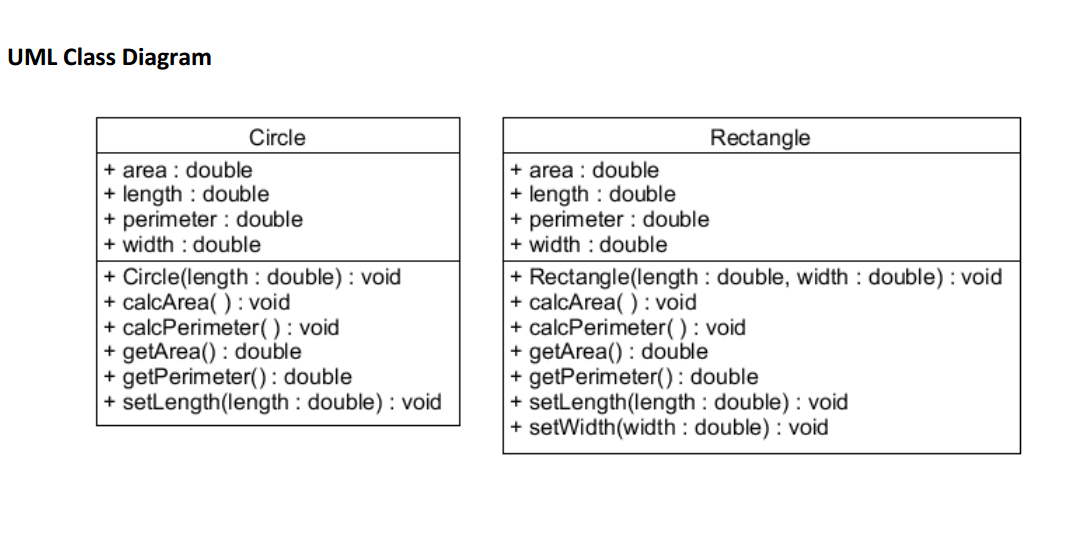 UML Class Diagram
Circle
+ area : double
+ length : double
+ perimeter : double
+ width : double
+ Circle(length : double) : void
+ calcArea( ) : void
+ calcPerimeter( ) : void
+ getArea() : double
+ getPerimeter() : double
+ setLength(length : double) : void
Rectangle
+ area : double
+ length : double
+ perimeter : double
+ width : double
+ Rectangle(length : double, width : double) : void
+ calcArea( ) : void
+ calcPerimeter( ) : void
+ getArea() : double
+ getPerimeter() : double
+ setLength(length : double) : void
+ setWidth(width : double) : void